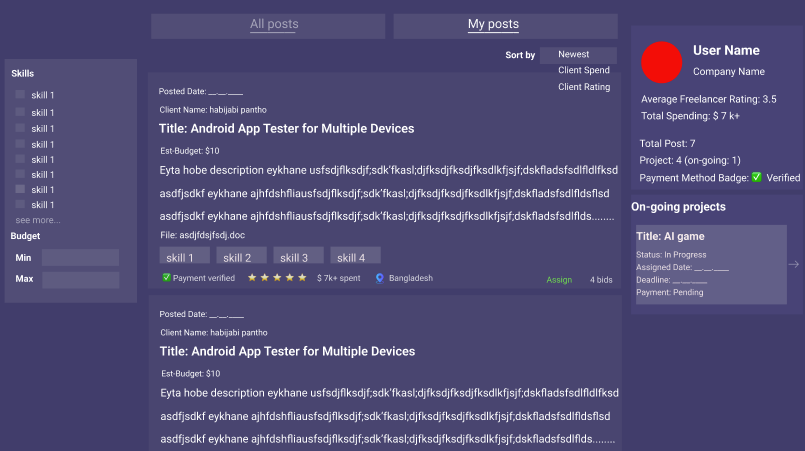 All posts
My posts
Sort by
Newest
Client Spend
Client Rating
Skills
skill 1
skill 1
skill 1
skill 1
skill 1
skill 1
skill 1
skill 1
see more...
Budget
Min
Max
Posted Date: __.__.____
Client Name: habijabi pantho
Title: Android App Tester for Multiple Devices
Est-Budget: $10
Eyta hobe description eykhane usfsdjflksdjf;sdk'fkasl;djfksdjfksdjfksdlkfjsjf;dskfladsfsdlfldlfksd
asdfjsdkf eykhane ajhfdshfliausfsdjflksdjf;sdk'fkasl;djfksdjfksdjfksdlkfjsjf;dskfladsfsdlfldsflsd
asdfjsdkf eykhane ajhfdshfliausfsdjflksdjf;sdk'fkasl;djfksdjfksdjfksdlkfjsjf;dskfladsfsdlflds........
File: asdjfdsjfsdj.doc
skill 1 skill 2 skill 3 skill 4
Payment verified $ 7k+ spent Bangladesh Assign 4 bids
Posted Date: __.__.____
Client Name: habijabi pantho
Title: Android App Tester for Multiple Devices
Est-Budget: $10
Eyta hobe description eykhane usfsdjflksdjf;sdk'fkasl;djfksdjfksdjfksdlkfjsjf;dskfladsfsdlfldlfksd
asdfjsdkf eykhane ajhfdshfliausfsdjflksdjf;sdk'fkasl;djfksdjfksdjfksdlkfjsjf;dskfladsfsdlfldsflsd
asdfjsdkf eykhane ajhfdshfliausfsdjflksdjf;sdk'fkasl;djfksdjfksdjfksdlkfjsjf;dskfladsfsdlflds........
User Name
Company Name
Average Freelancer Rating: 3.5
Total Spending: $ 7 k+
Total Post: 7
Project: 4 (on-going: 1)
Payment Method Badge: ✅ Verified
On-going projects
Title: AI game
Status: In Progress
Assigned Date: __.__.____
Deadline: __.__.____
Payment: Pending